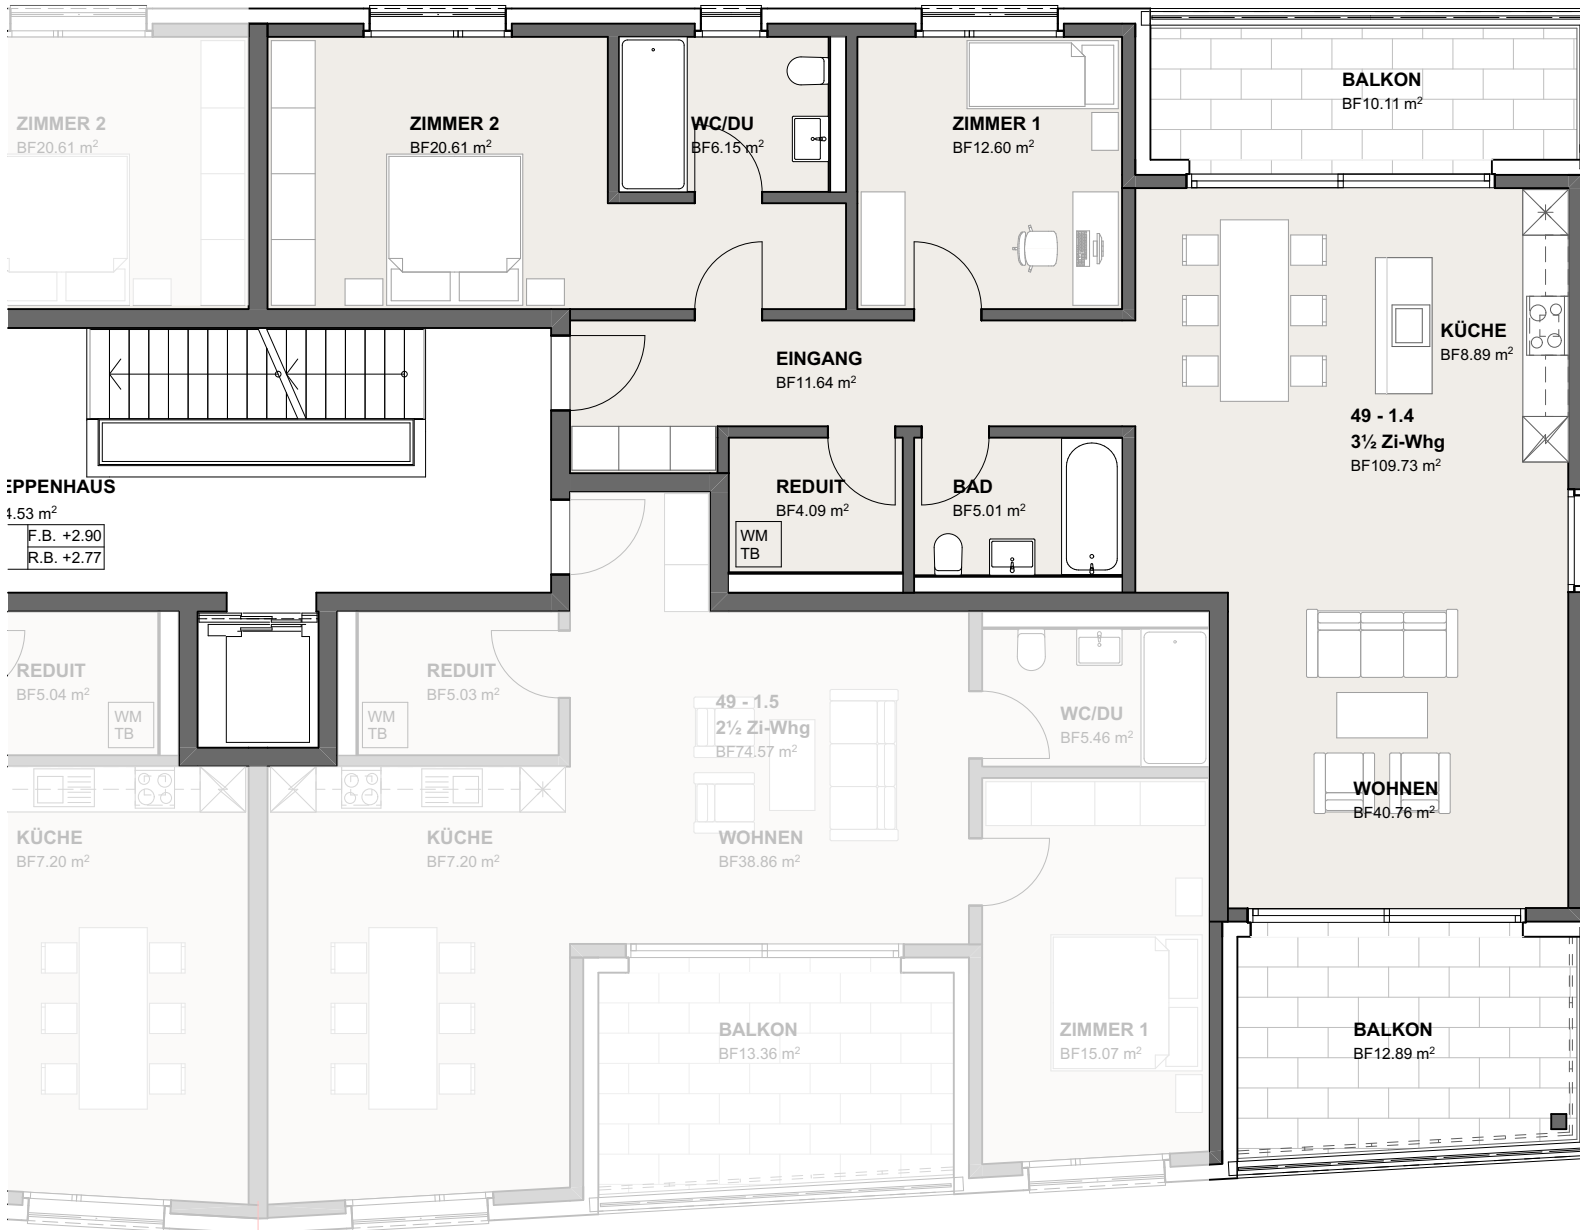 ZIMMER 2
BF20.61 m²
ZIMMER 2
BF20.61 m²
WC/DU
BF6.15 m²
ZIMMER 1
BF12.60 m²
BALKON
BF10.11 m²
EINGANG
BF11.64 m²
KÜCHE
BF8.89 m²
49 - 1.4
3½ Zi-Whg
BF109.73 m²
EPPENHAUS
4.53 m²
F.B. +2.90
R.B. +2.77
REDUIT
BF4.09 m²
WM
TB
BAD
BF5.01 m²
REDUIT
BF5.04 m²
WM
TB
REDUIT
BF5.03 m²
WM
TB
49 - 1.5
2½ Zi-Whg
BF74.57 m²
WC/DU
BF5.46 m²
WOHNEN
BF40.76 m²
KÜCHE
BF7.20 m²
KÜCHE
BF7.20 m²
WOHNEN
BF38.86 m²
BALKON
BF13.36 m²
ZIMMER 1
BF15.07 m²
BALKON
BF12.89 m²